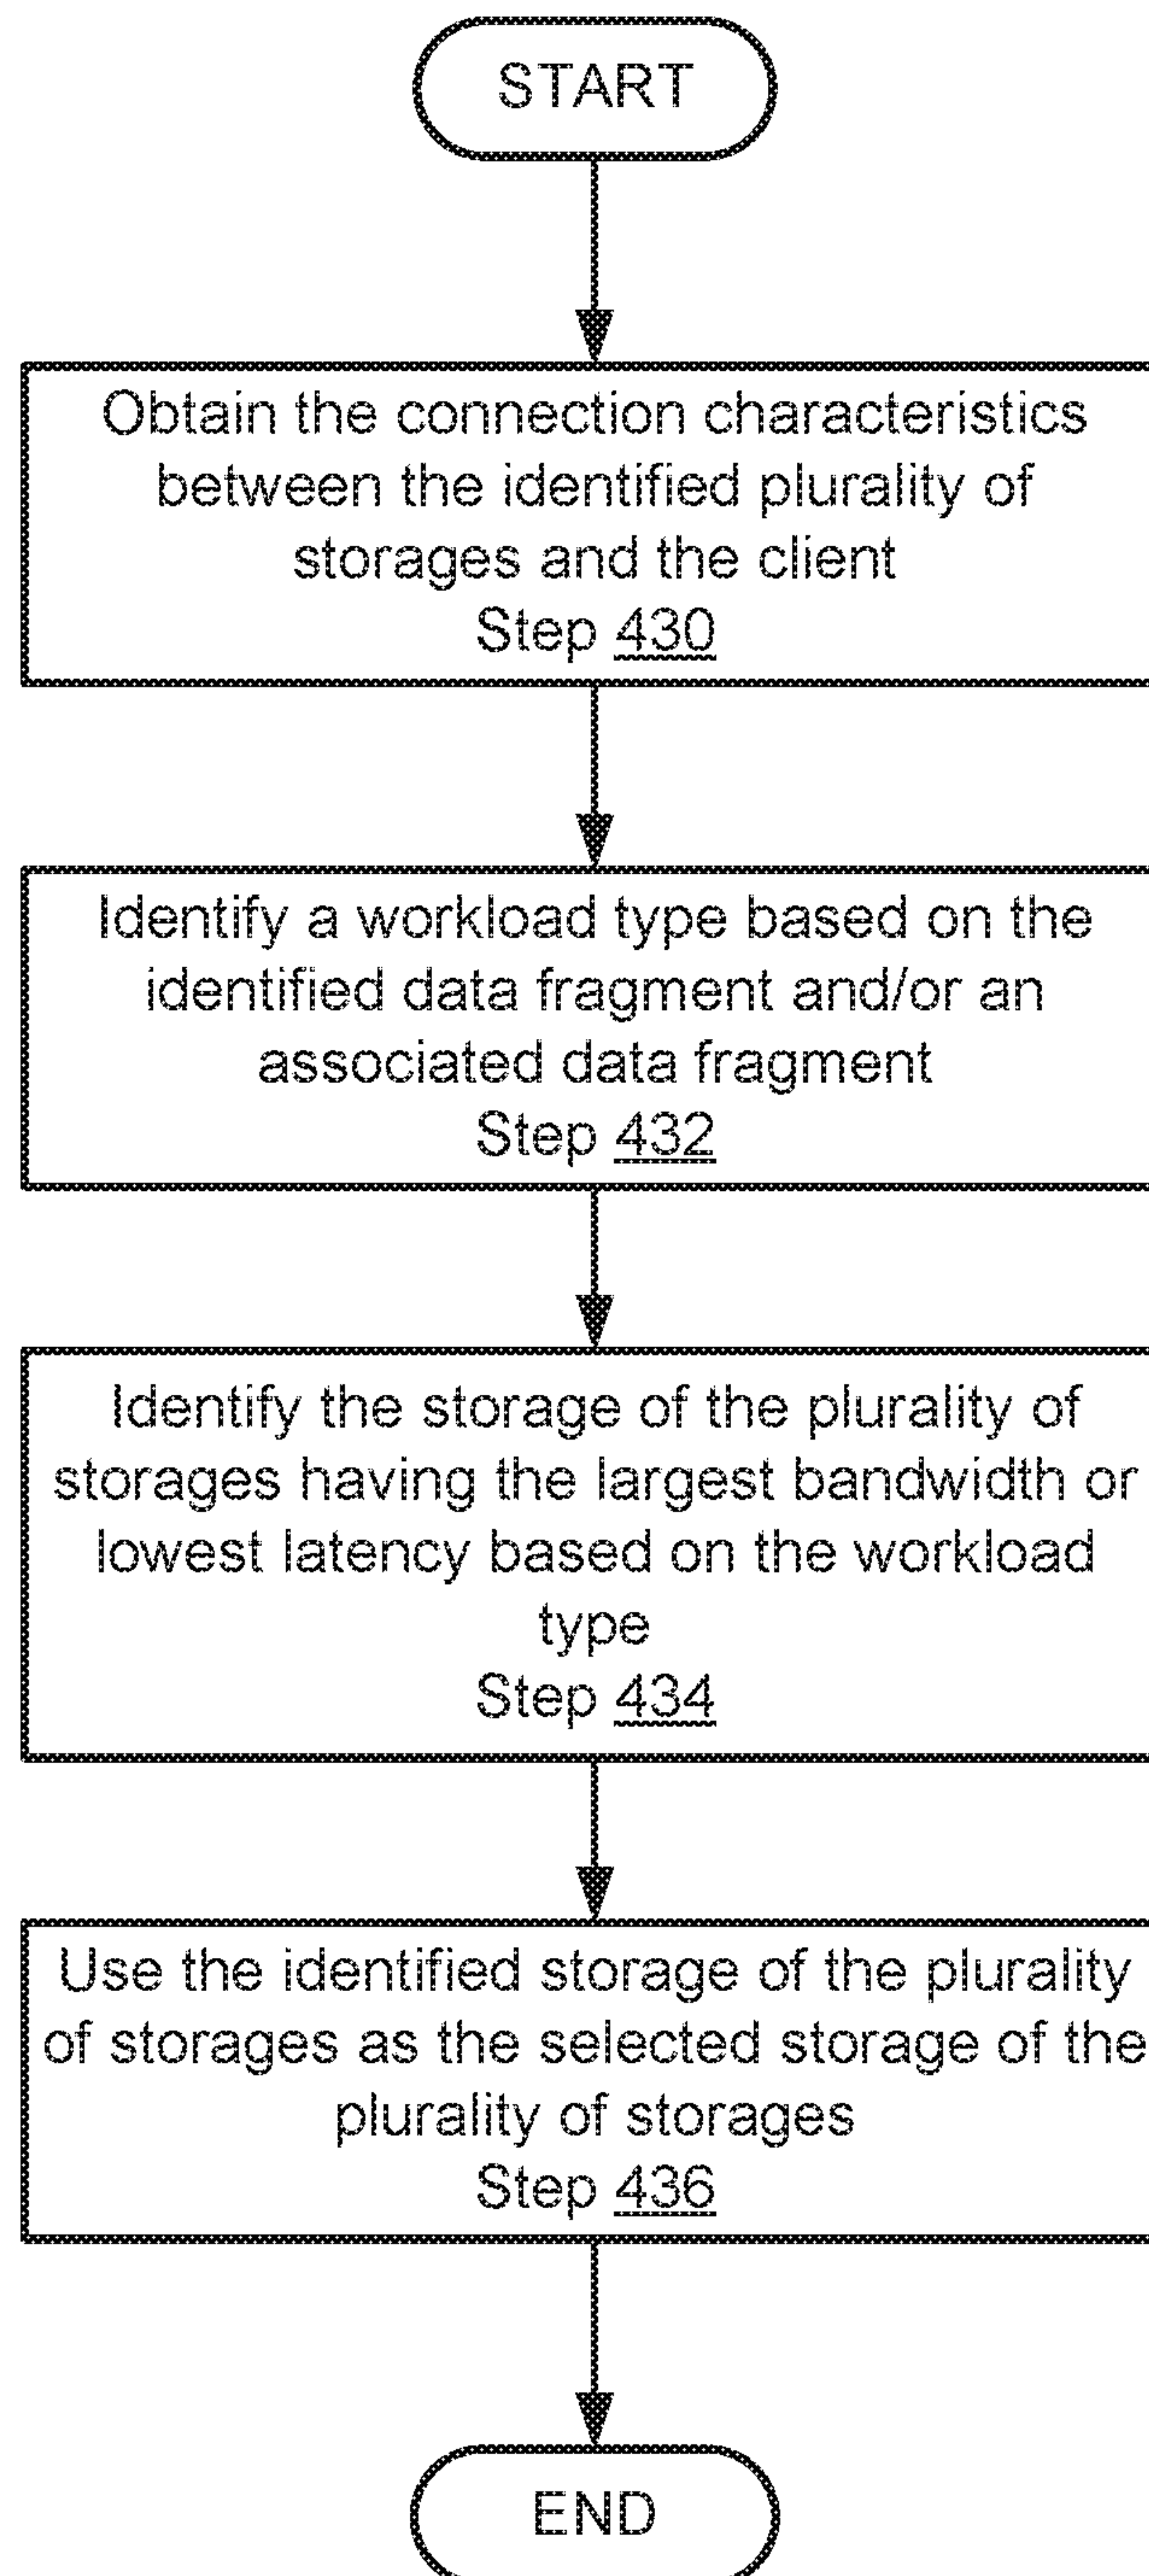 START
Obtain the connection characteristics
between the identified plurality of
storages and the client
Step 430
Identify a workload type based on the
identified data fragment and/or an
associated data fragment
Step 432
Identify the storage of the plurality of
storages having the largest bandwidth or
lowest latency based on the workload
type
Step 434
Use the identified storage of the plurality
of storages as the selected storage of the
plurality of storages
Step 436
END